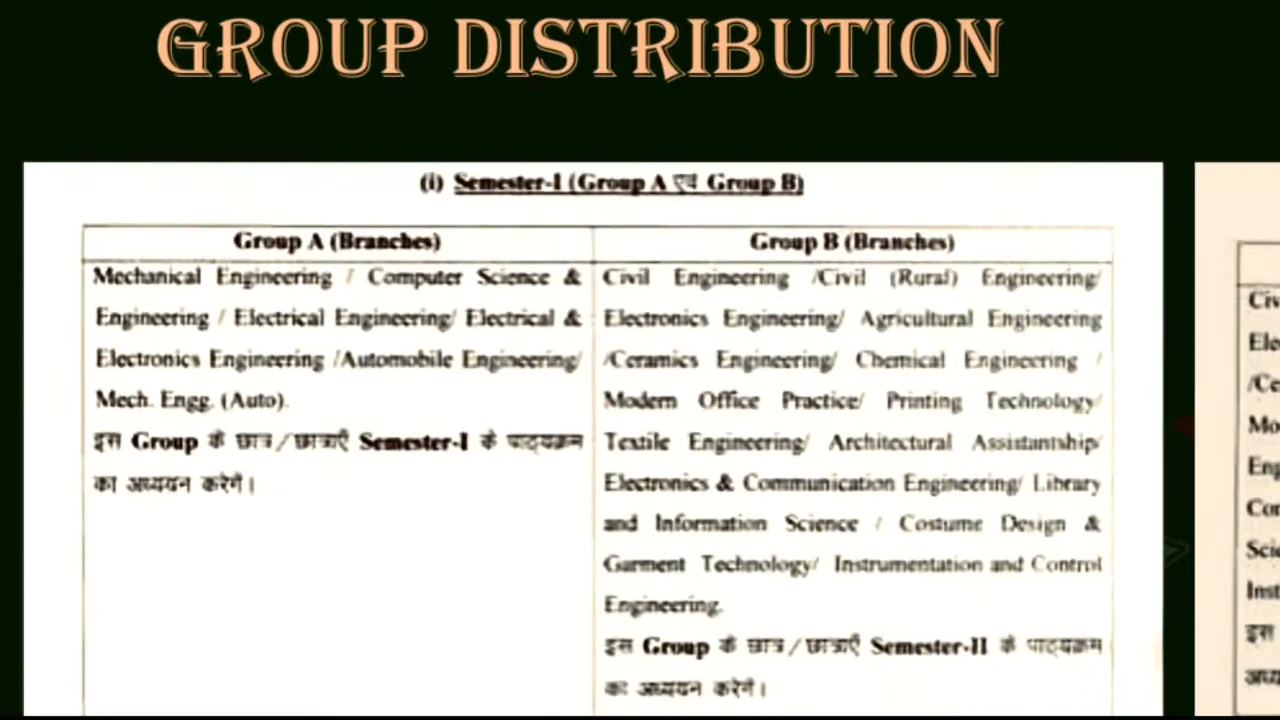 GROUP DISTRIBUTION
(i) Semester-I (Group A एवं Group B)
Group A (Branches)
Mechanical Engineering / Computer Science &
Engineering / Electrical Engineering/ Electrical &
Electronics Engineering /Automobile Engineering/
Mech. Engg. (Auto).
इस Group के छात्र/छात्राएँ Semester-I के पाठ्यक्रम
का अध्ययन करेगें।
Group B (Branches)
Civil Engineering /Civil (Rural) Engineering/
Electronics Engineering/ Agricultural Engineering
/Ceramics Engineering/ Chemical Engineering /
Modern Office Practice/ Printing Technology/
Textile Engineering/ Architectural Assistantship/
Electronics & Communication Engineering/ Library
and Information Science / Costume Design &
Garment Technology/ Instrumentation and Control
Engineering.
इस Group के छात्र/छात्राएँ Semester-II के पाठ्यक्रम
का अध्ययन करेगें।
इस